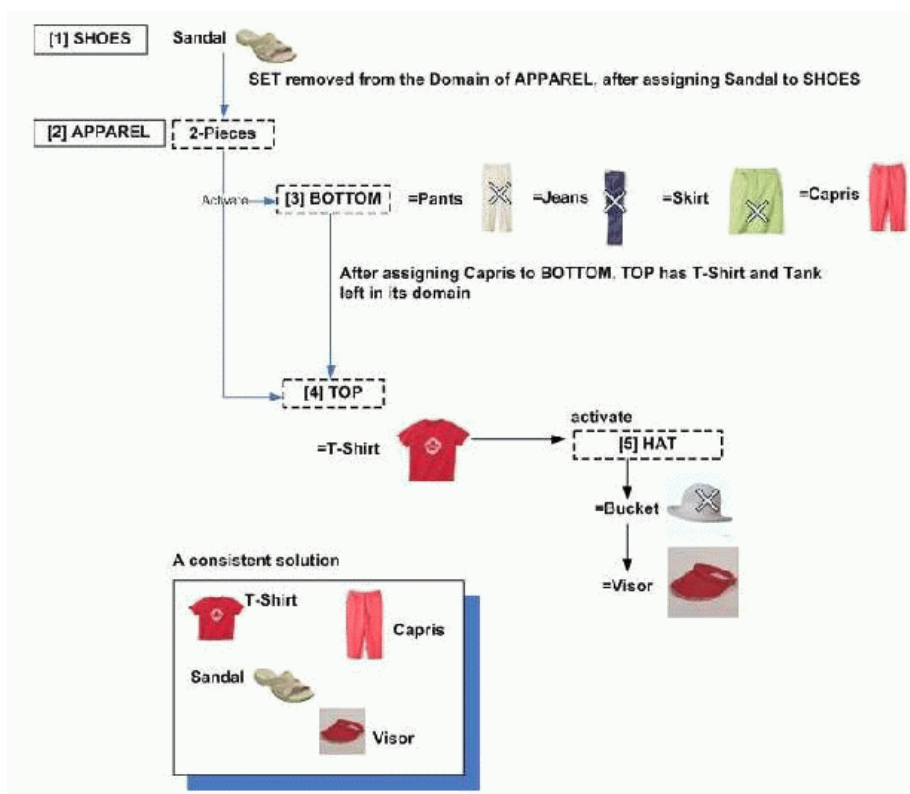 [1] SHOES
Sandal
SET removed from the Domain of APPAREL, after assigning Sandal to SHOES
[2] APPAREL
2-Pieces
Activate
[3] BOTTOM
=Pants
=Jeans
=Skirt
=Capris
After assigning Capris to BOTTOM, TOP has T-Shirt and Tank
left in its domain
[4] TOP
=T-Shirt
activate
[5] HAT
=Bucket
=Visor
A consistent solution
T-Shirt
Capris
Sandal
Visor